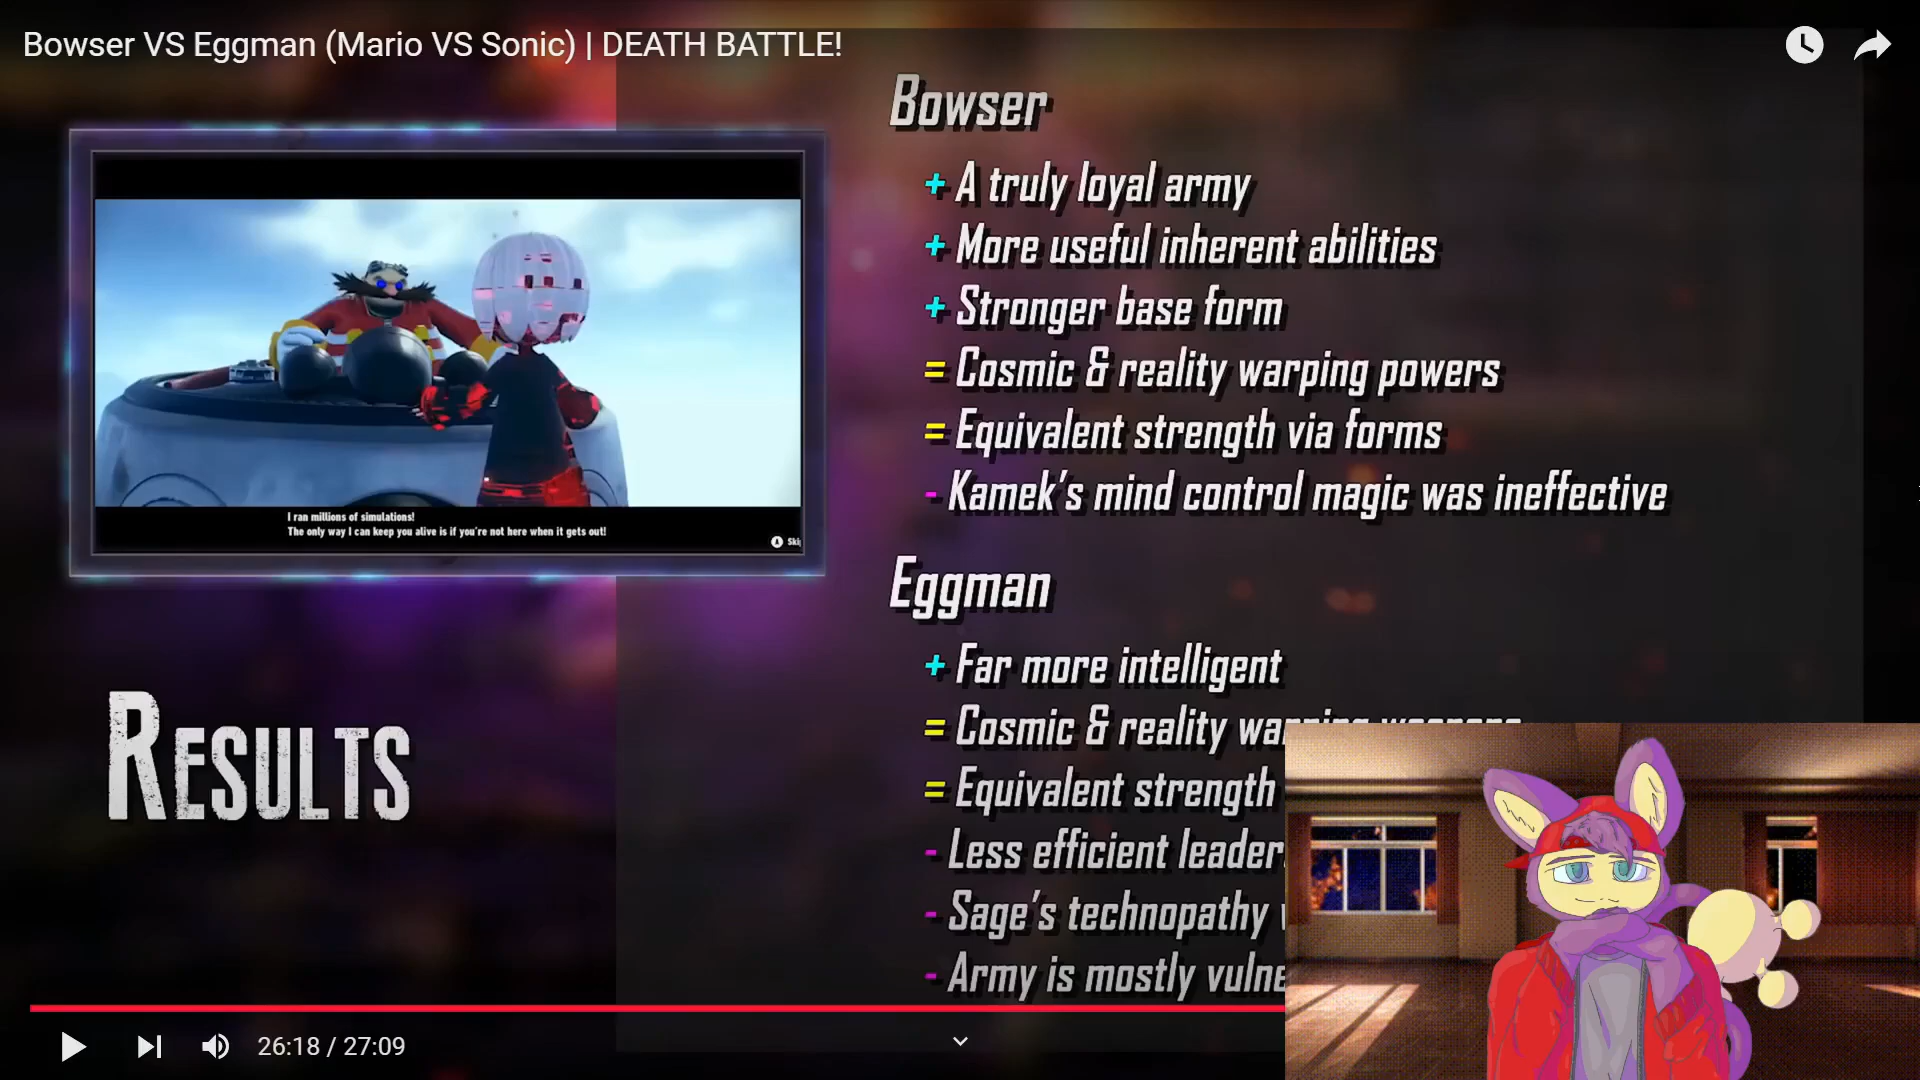 Bowser VS Eggman (Mario VS Sonic) | DEATH BATTLE!
Bowser
+ A truly loyal army
+ More useful inherent abilities
+ Stronger base form
= Cosmic & reality warping powers
= Equivalent strength via forms
- Kamek's mind control magic was ineffective
I ran millions of simulations!
The only way I can keep you alive is if you're not here when it gets out!
A
Eggman
+ Far more intelligent
= Cosmic & reality
= Equivalent strength
- Less efficient
- Sage's technopathy
- Army is mostly
RESULTS
26:18 / 27:09